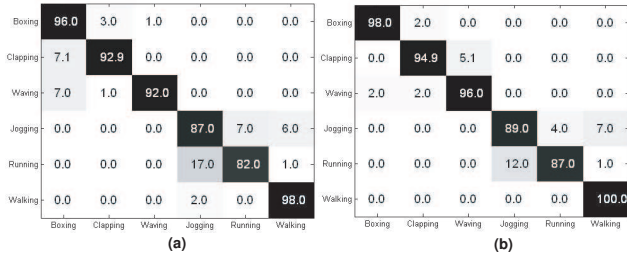 Boxing 96.0 3.0 1.0 0.0 0.0 0.0
Clapping 7.1 92.9 0.0 0.0 0.0 0.0
Waving 7.0 1.0 92.0 0.0 0.0 0.0
Jogging 0.0 0.0 0.0 87.0 7.0 6.0
Running 0.0 0.0 0.0 17.0 82.0 1.0
Walking 0.0 0.0 0.0 2.0 0.0 98.0
Boxing Clapping Waving Jogging Running Walking
(a)
Boxing 98.0 2.0 0.0 0.0 0.0 0.0
Clapping 0.0 94.9 5.1 0.0 0.0 0.0
Waving 2.0 2.0 96.0 0.0 0.0 0.0
Jogging 0.0 0.0 0.0 89.0 4.0 7.0
Running 0.0 0.0 0.0 12.0 87.0 1.0
Walking 0.0 0.0 0.0 0.0 0.0 100.0
Boxing Clapping Waving Jogging Running Walking
(b)